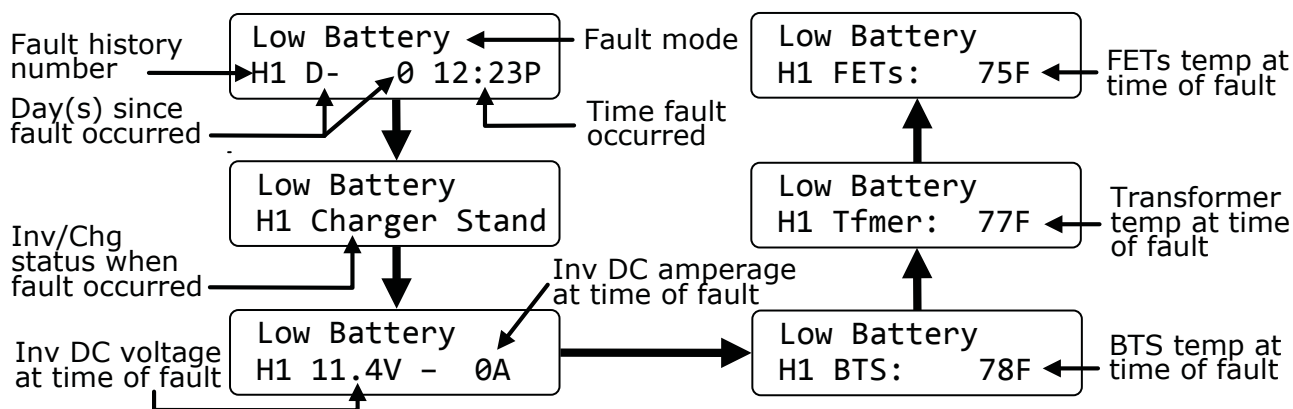 Fault history
number
Low Battery
H1 D-   0 12:23P
Fault mode
Day(s) since
fault occurred
Time fault
occurred
Low Battery
H1 Charger Stand
Inv/Chg
status when
fault occurred
Low Battery
H1 11.4V –  0A
Inv DC amperage
at time of fault
Inv DC voltage
at time of fault
Low Battery
H1 BTS:    78F
BTS temp at
time of fault
Low Battery
H1 Tfmer:  77F
Transformer
temp at time
of fault
Low Battery
H1 FETs:   75F
FETs temp at
time of fault